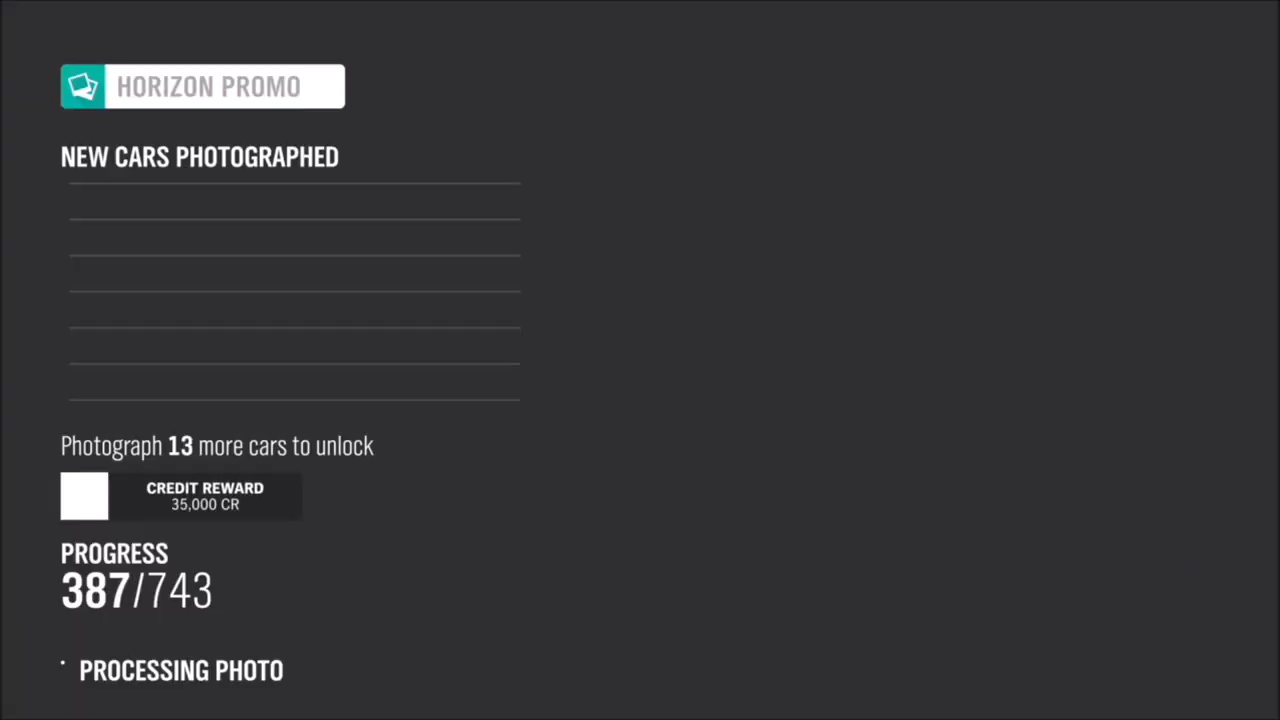 HORIZON PROMO
NEW CARS PHOTOGRAPHED
Photograph 13 more cars to unlock
CREDIT REWARD
35,000 CR
PROGRESS
387/743
PROCESSING PHOTO